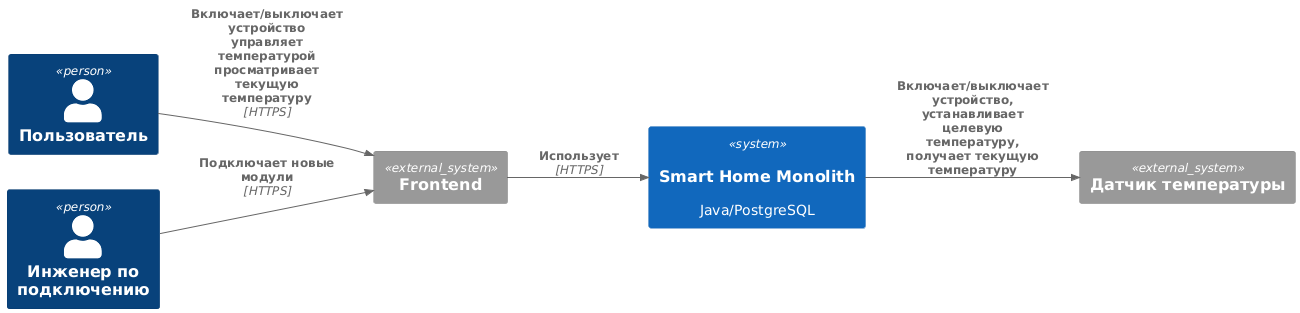 «person»
Пользователь
«person»
Инженер по
подключению
Включает/выключает
устройство
управляет
температурой
просматривает
текущую
температуру
[HTTPS]
Подключает новые
модули
[HTTPS]
«external_system»
Frontend
Использует
[HTTPS]
«system»
Smart Home Monolith
Java/PostgreSQL
Включает/выключает
устройство,
устанавливает
целевую
температуру,
получает текущую
температуру
«external_system»
Датчик температуры